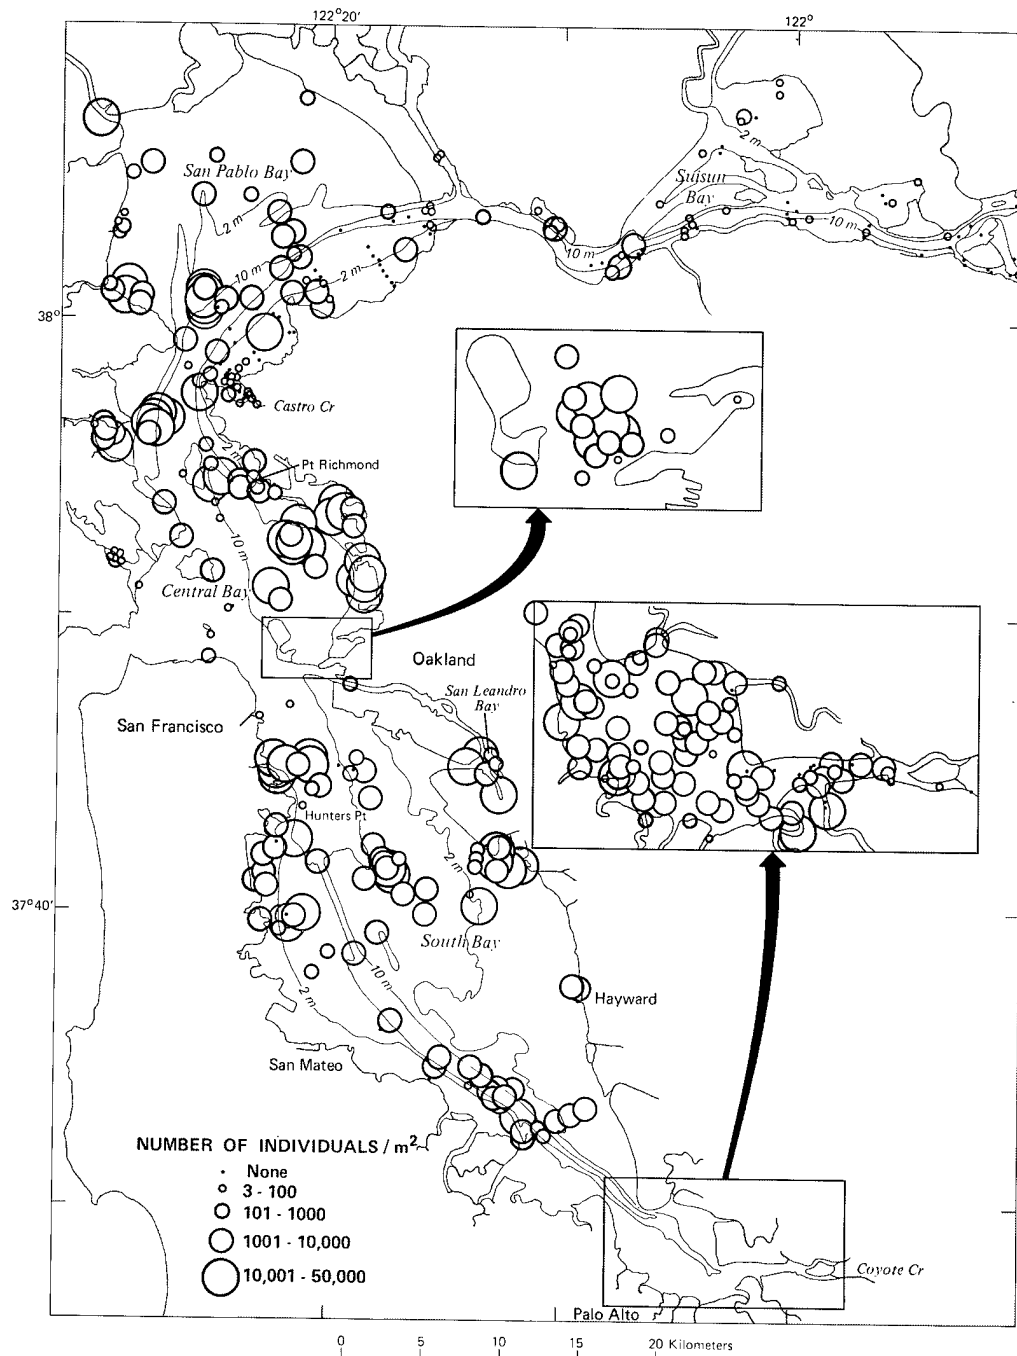 122°20'
122°
2 m
San Pablo Bay
Suisun
Bay
2 m
10 m
10 m
10 m
2 m
38°
Castro Cr
2 m
Pt Richmond
10 m
Central Bay
Oakland
San Leandro
Bay
San Francisco
Hunters Pt
2 m
37°40'
South Bay
10 m
2 m
Hayward
San Mateo
NUMBER OF INDIVIDUALS / m²
None
3 - 100
101 - 1000
1001 - 10,000
10,001 - 50,000
Coyote Cr
Palo Alto
0 5 10 15 20 Kilometers